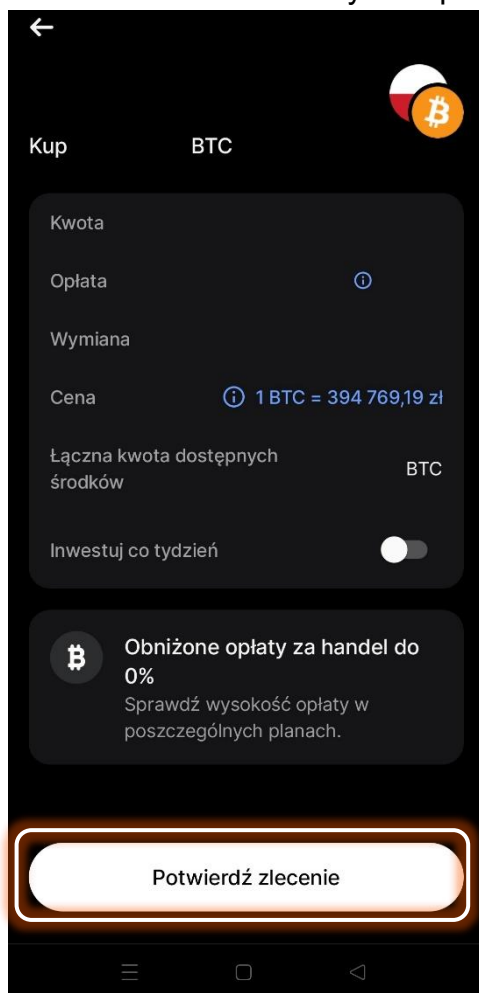 Kup BTC
Kwota
Opłata
Wymiana
Cena 1 BTC = 394 769,19 zł
Łączna kwota dostępnych
środków BTC
Inwestuj co tydzień
Obniżone opłaty za handel do
0%
Sprawdź wysokość opłaty w
poszczególnych planach.
Potwierdź zlecenie